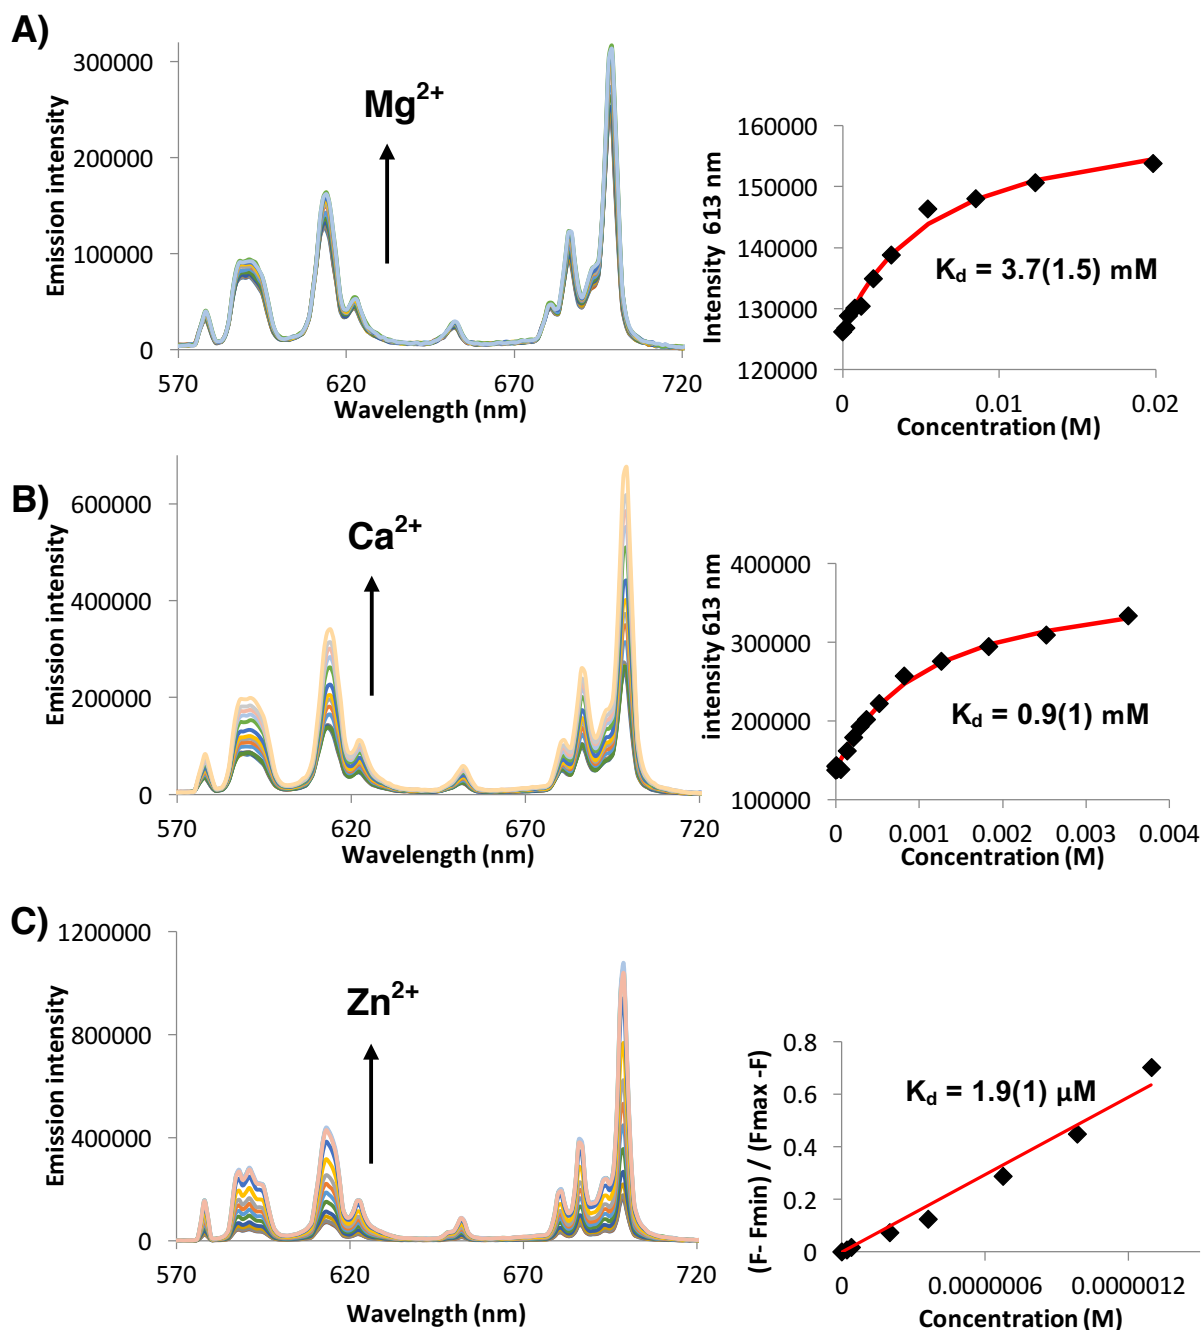 A)
Emission intensity
300000
200000
100000
0
570
620
670
720
Wavelength (nm)
Mg2+
Intensity 613 nm
160000
150000
140000
130000
120000
0
0.01
0.02
Concentration (M)
Kd = 3.7(1.5) mM
B)
Emission intensity
600000
400000
200000
0
570
620
670
720
Wavelength (nm)
Ca2+
intensity 613 nm
400000
300000
200000
100000
0
0.001
0.002
0.003
0.004
Concentration (M)
Kd = 0.9(1) mM
C)
Emission intensity
1200000
800000
400000
0
570
620
670
720
Wavelngth (nm)
Zn2+
(F- Fmin) / (Fmax -F)
0.8
0.6
0.4
0.2
0
0
0.0000006
0.0000012
Concentration (M)
Kd = 1.9(1) µM